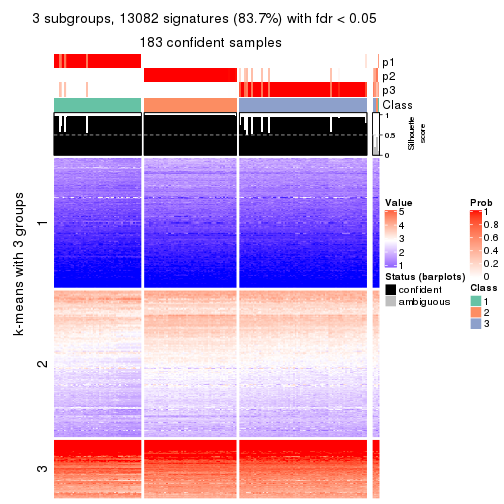 3 subgroups, 13082 signatures (83.7%) with fdr < 0.05
183 confident samples
p1
p2
p3
Class
1
0.5
0
Silhouette
score
k-means with 3 groups
1
2
3
Value
5
4
3
2
1
Status (barplots)
confident
ambiguous
Prob
1
0.8
0.6
0.4
0.2
0
Class
1
2
3